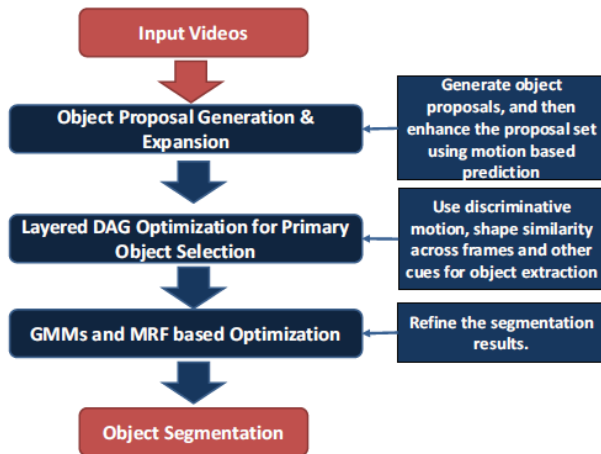 Input Videos
Object Proposal Generation &
Expansion
Generate object
proposals, and then
enhance the proposal set
using motion based
prediction
Layered DAG Optimization for Primary
Object Selection
Use discriminative
motion, shape similarity
across frames and other
cues for object extraction
GMMs and MRF based Optimization
Refine the segmentation
results.
Object Segmentation